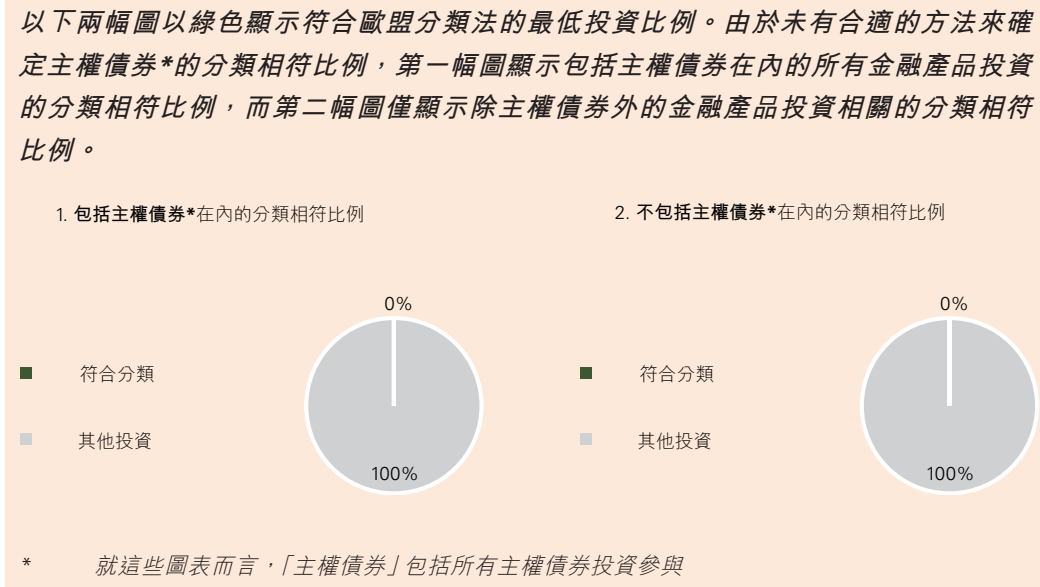 以下兩幅圖以綠色顯示符合歐盟分類法的最低投資比例。由於未有合適的方法來確
定主權債券*的分類相符比例，第一幅圖顯示包括主權債券在內的所有金融產品投資
的分類相符比例，而第二幅圖僅顯示除主權債券外的金融產品投資相關的分類相符
比例。
1. 包括主權債券*在內的分類相符比例
2. 不包括主權債券*在內的分類相符比例
0%
符合分類
其他投資
100%
0%
符合分類
其他投資
100%
* 就這些圖表而言，「主權債券」包括所有主權債券投資參與